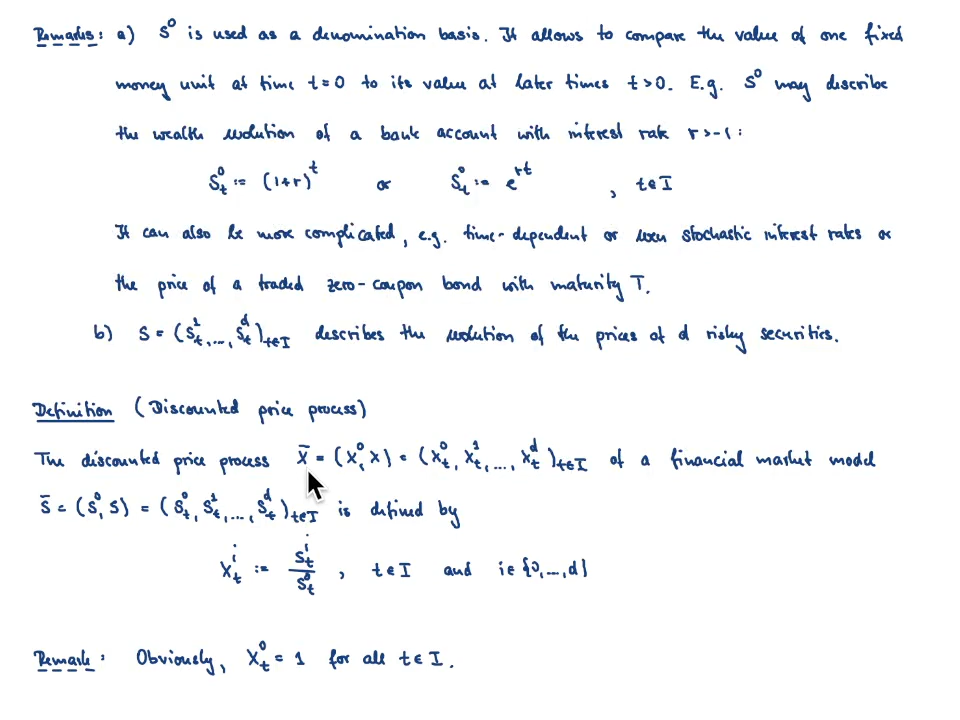 Remarks: a) S⁰ is used as a denomination basis. It allows to compare the value of one fixed
money unit at time t=0 to its value at later times t>0. E.g. S⁰ may describe
the wealth evolution of a bank account with interest rate r>-1:
S⁰ₜ := (1+r)ᵗ or S⁰ₜ := eʳᵗ , t∈I
It can also be more complicated, e.g. time-dependent or even stochastic interest rates or
the price of a traded zero-coupon bond with maturity T.
b) S = (S¹ₜ,..., Sᵈₜ)ₜ∈I describes the evolution of the prices of d risky securities.
Definition (Discounted price process)
The discounted price process X̄ = (X⁰, X) = (X⁰ₜ, X¹ₜ,..., Xᵈₜ)ₜ∈I of a financial market model
S̄ = (S⁰, S) = (S⁰ₜ, S¹ₜ,..., Sᵈₜ)ₜ∈I is defined by
Xⁱₜ := Sⁱₜ / S⁰ₜ , t∈I and i∈{0,...,d}
Remark: Obviously, X⁰ₜ = 1 for all t∈I.